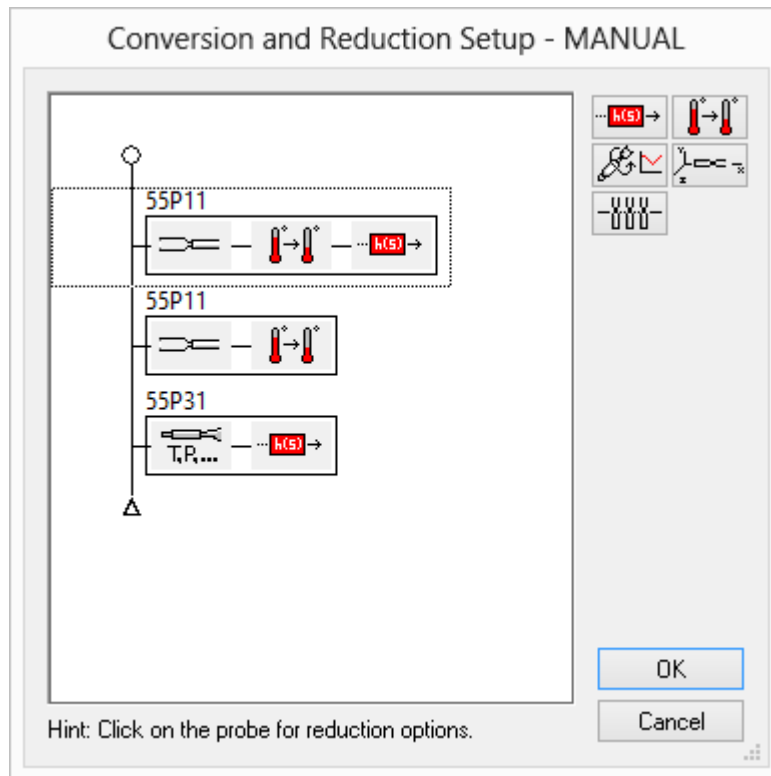 Conversion and Reduction Setup - MANUAL
h(s)
55P11
h(s)
55P11
55P31
T,P,...
h(s)
OK
Cancel
Hint: Click on the probe for reduction options.